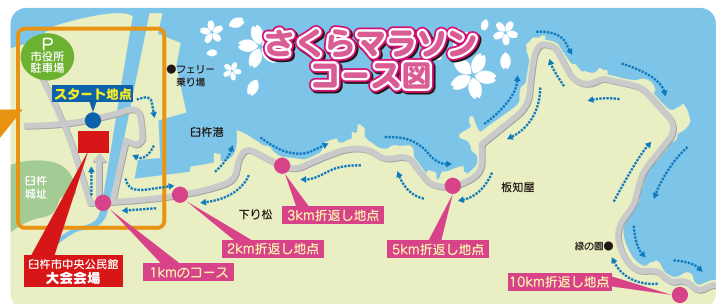 さくらマラソン
コース図
P
市役所
駐車場
フェリー
乗り場
スタート地点
臼杵港
臼杵
城址
下り松
板知屋
緑の園
3km折返し地点
2km折返し地点
5km折返し地点
1kmのコース
10km折返し地点
臼杵市中央公民館
大会会場